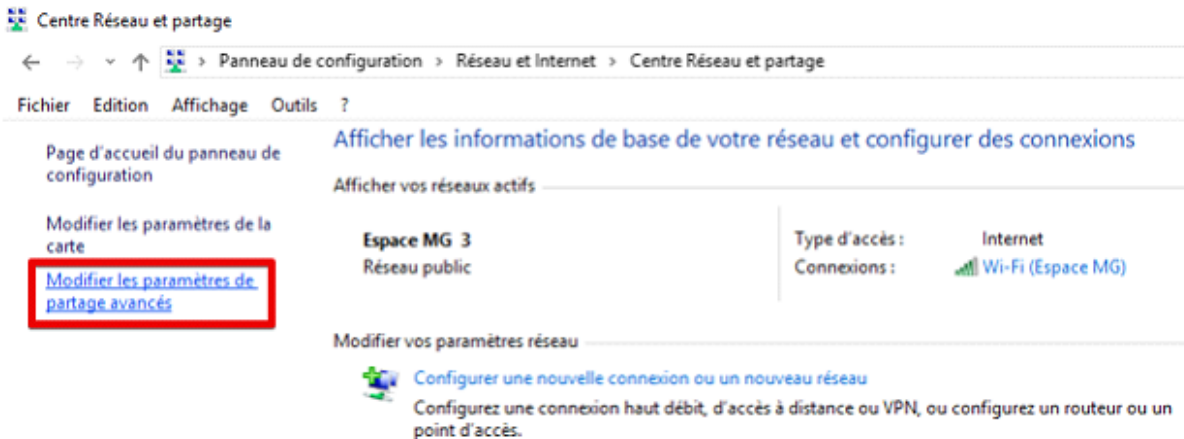 Centre Réseau et partage
Panneau de configuration > Réseau et Internet > Centre Réseau et partage
Fichier Edition Affichage Outils ?
Page d'accueil du panneau de
configuration
Modifier les paramètres de la
carte
Modifier les paramètres de
partage avancés
Afficher les informations de base de votre réseau et configurer des connexions
Afficher vos réseaux actifs
Espace MG 3
Réseau public
Type d'accès : Internet
Connexions : Wi-Fi (Espace MG)
Modifier vos paramètres réseau
Configurer une nouvelle connexion ou un nouveau réseau
Configurez une connexion haut débit, d'accès à distance ou VPN, ou configurez un routeur ou un
point d'accès.